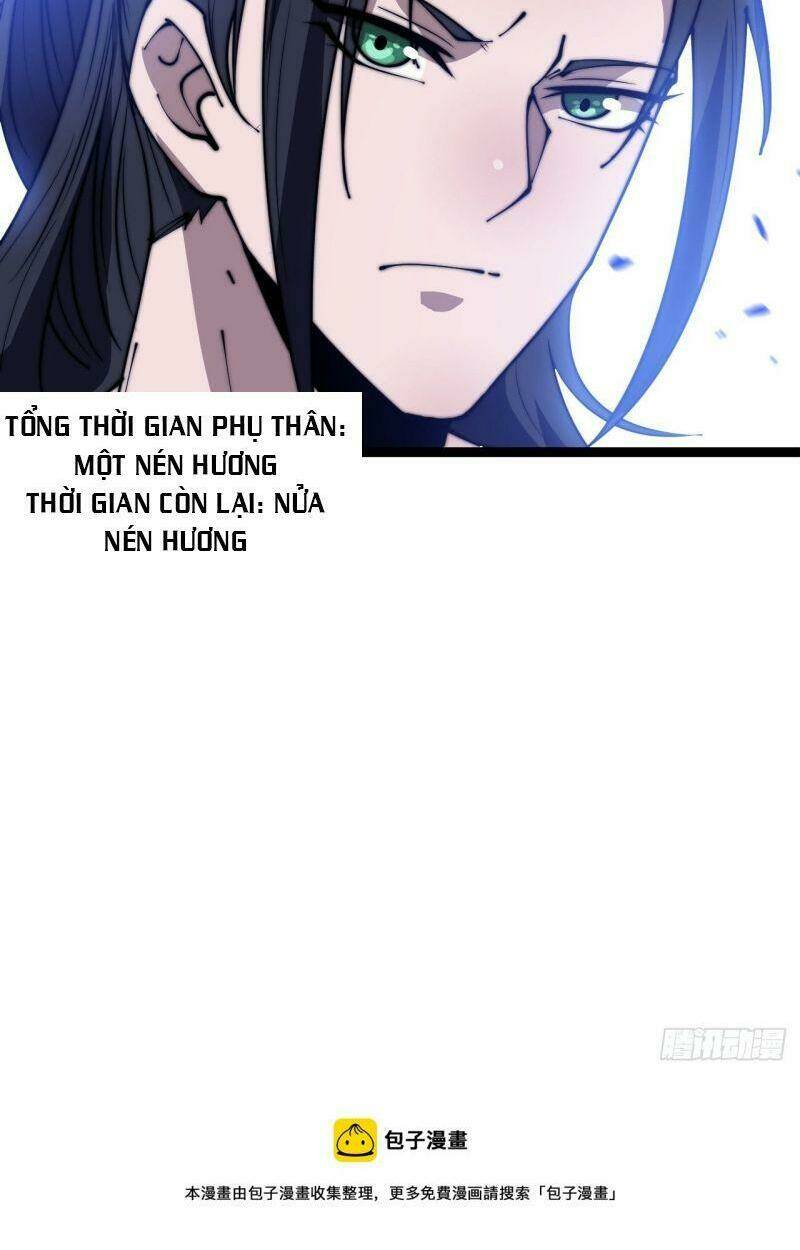 TỔNG THỜI GIAN PHỤ THÂN:
MỘT NÉN HƯƠNG
THỜI GIAN CÒN LẠI: NỬA
NÉN HƯƠNG
腾讯动漫
包子漫畫
本漫畫由包子漫畫收集整理，更多免費漫画請搜索「包子漫畫」